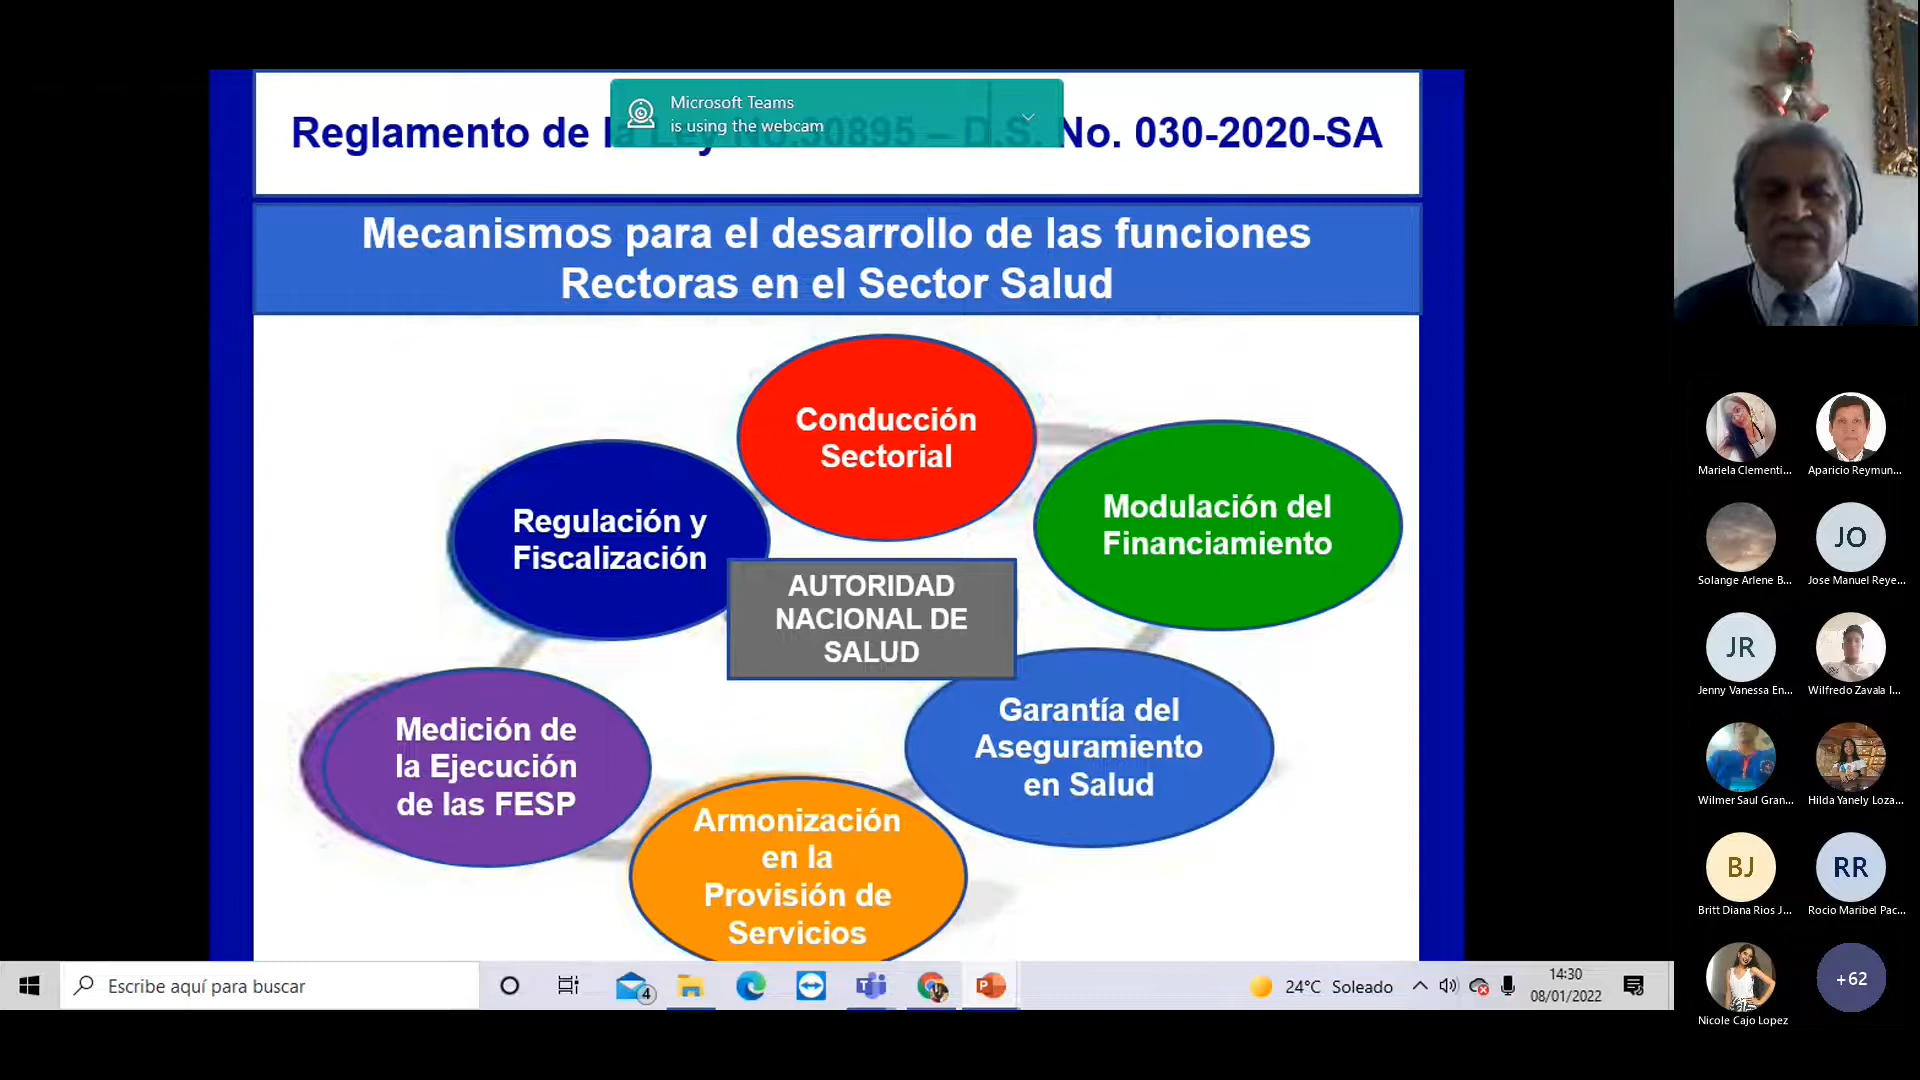 Reglamento de la Ley No.30895 – D.S. No. 030-2020-SA
Microsoft Teams
is using the webcam
Mecanismos para el desarrollo de las funciones
Rectoras en el Sector Salud
Conducción
Sectorial
Modulación del
Financiamiento
Regulación y
Fiscalización
AUTORIDAD
NACIONAL DE
SALUD
Garantía del
Aseguramiento
en Salud
Medición de
la Ejecución
de las FESP
Armonización
en la
Provisión de
Servicios
Mariela Clementi...
Aparicio Reymun...
Solange Arlene B...
JO
Jose Manuel Reye...
JR
Jenny Vanessa En...
Wilfredo Zavala I...
Wilmer Saul Gran...
Hilda Yanely Loza...
BJ
Britt Diana Rios J...
RR
Rocio Maribel Pac...
Nicole Cajo Lopez
+62
Escribe aquí para buscar
4
24°C Soleado
14:30
08/01/2022